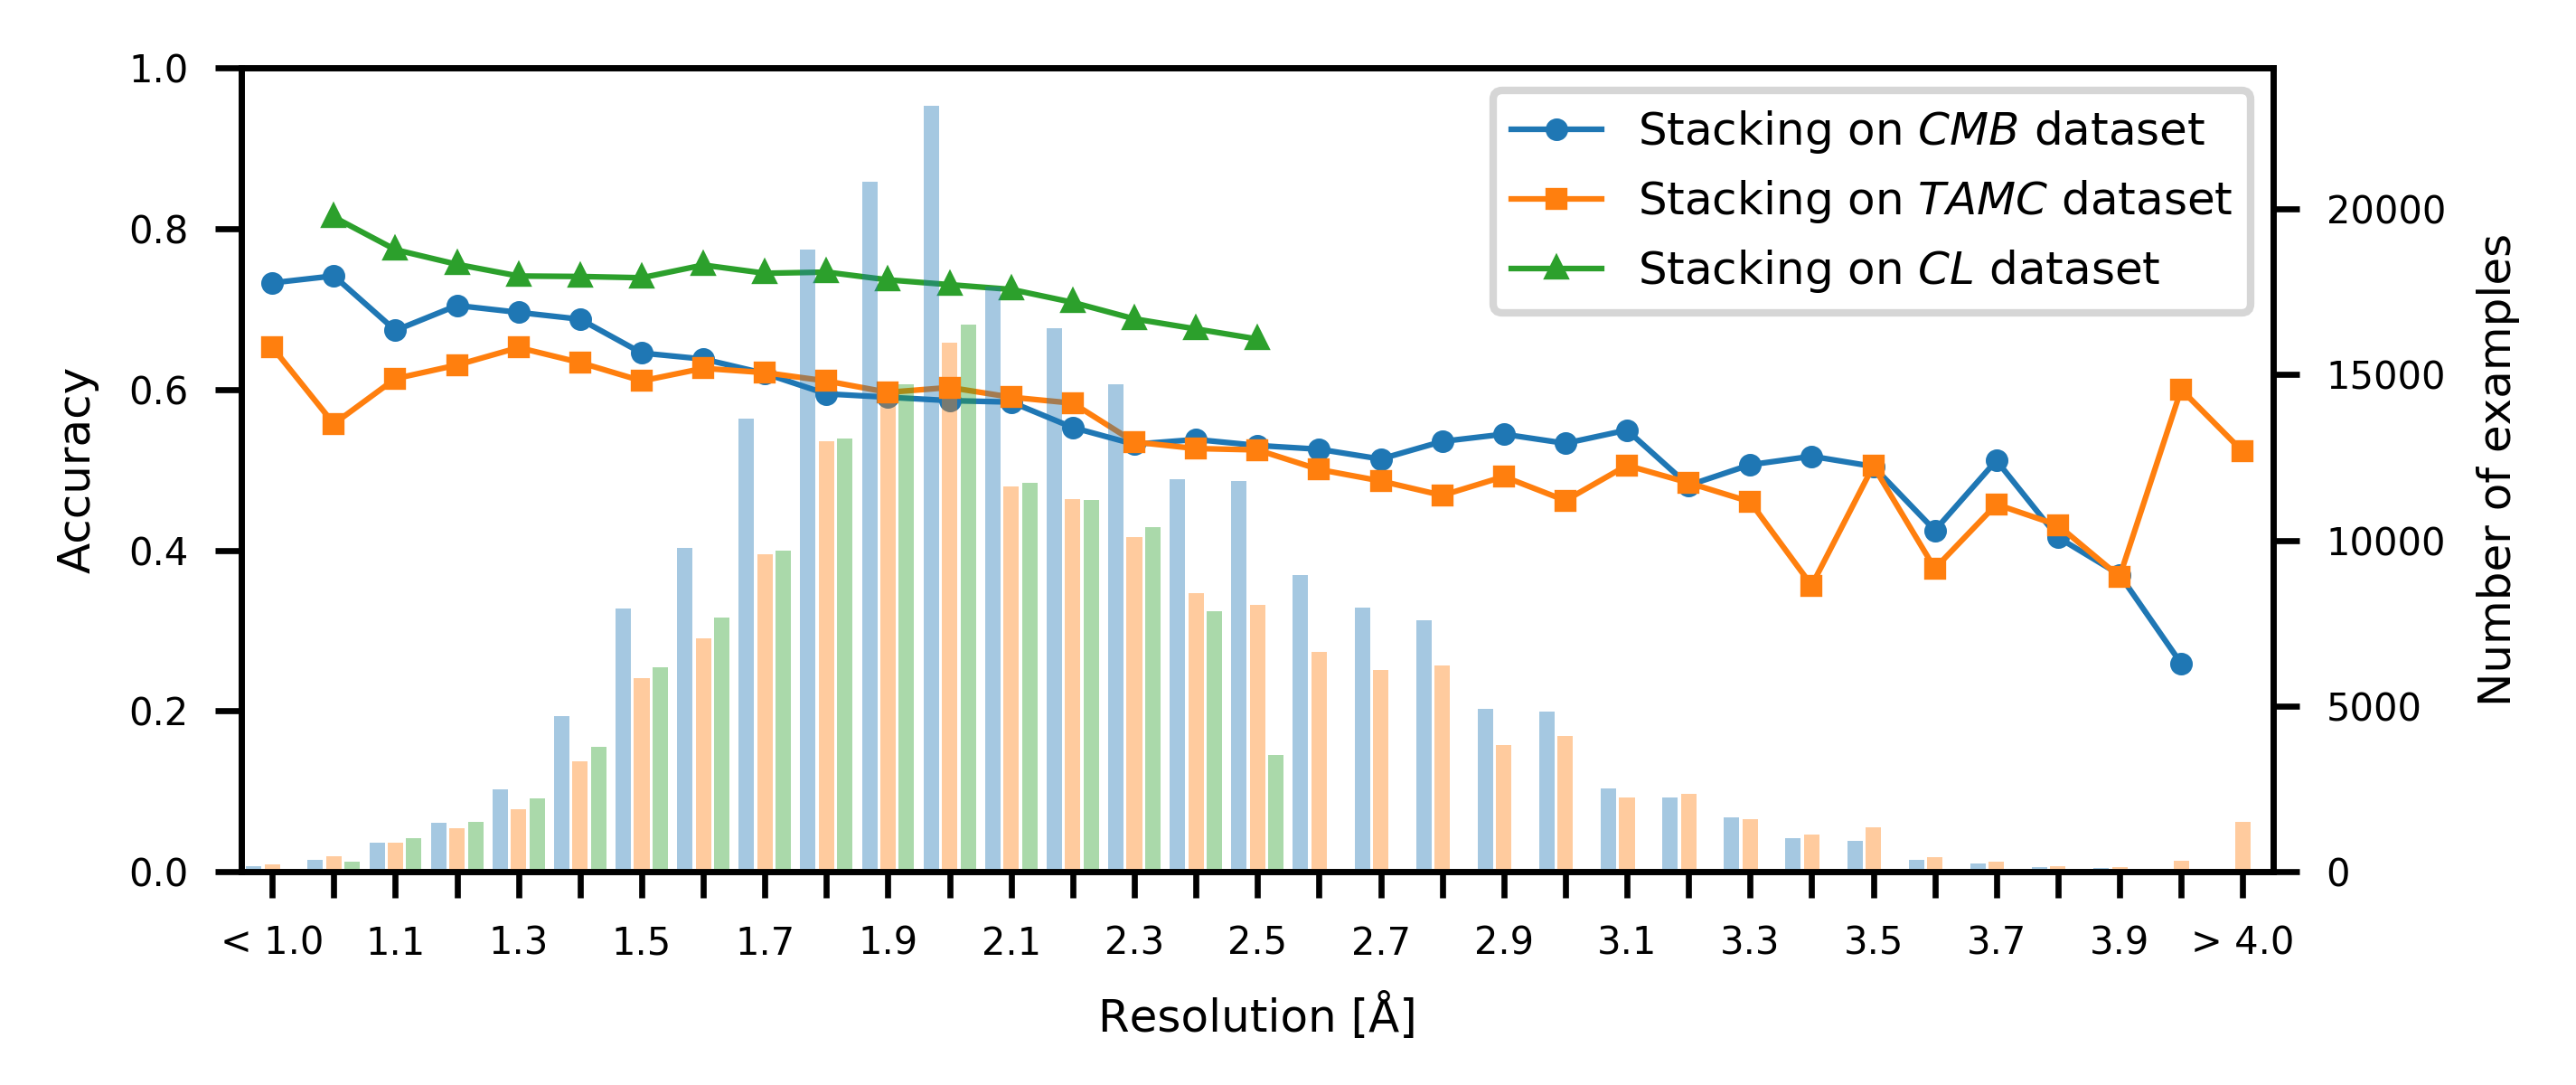 1.0
0.8
0.6
0.4
0.2
0.0
Accuracy
Stacking on CMB dataset
Stacking on TAMC dataset
Stacking on CL dataset
20000
15000
10000
5000
0
Number of examples
< 1.0 1.1 1.3 1.5 1.7 1.9 2.1 2.3 2.5 2.7 2.9 3.1 3.3 3.5 3.7 3.9 > 4.0
Resolution [Å]